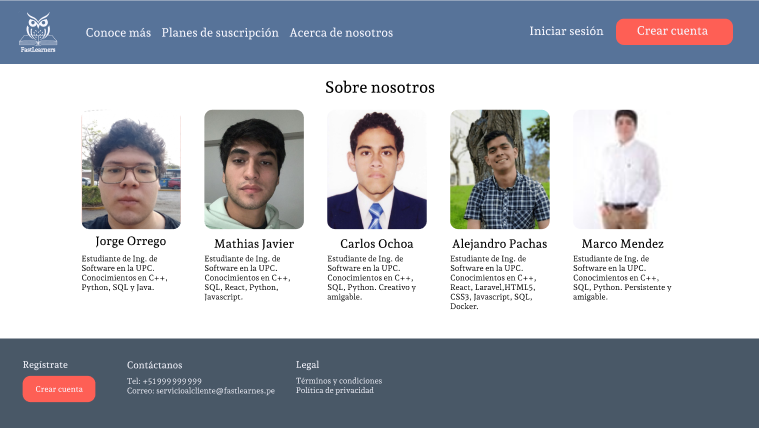 FastLearners
Conoce más
Planes de suscripción
Acerca de nosotros
Iniciar sesión
Crear cuenta
Sobre nosotros
Jorge Orrego
Estudiante de Ing. de
Software en la UPC.
Conocimientos en C++,
Python, SQL y Java.
Mathias Javier
Estudiante de Ing. de
Software en la UPC.
Conocimientos en C++,
SQL, React, Python,
Javascript.
Carlos Ochoa
Estudiante de Ing. de
Software en la UPC.
Conocimientos en C++,
SQL, Python. Creativo y
amigable.
Alejandro Pachas
Estudiante de Ing. de
Software en la UPC.
Conocimientos en C++,
React, Laravel,HTML5,
CSS3, Javascript, SQL,
Docker.
Marco Mendez
Estudiante de Ing. de
Software en la UPC.
Conocimientos en C++,
SQL, Python. Persistente y
amigable.
Regístrate
Crear cuenta
Contáctanos
Tel: +51 999 999 999
Correo: servicioalcliente@fastlearnes.pe
Legal
Términos y condiciones
Política de privacidad